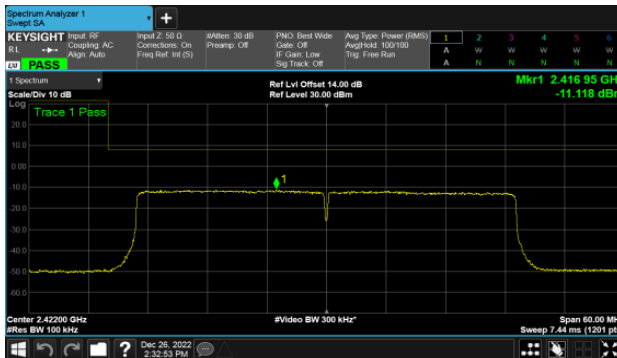 Spectrum Analyzer 1
Swept SA
KEYSIGHT
Input: RF
Coupling: AC
Align: Auto
Input Z: 50 Ω
Corrections: On
Freq Ref: Int (S)
#Atten: 30 dB
Preamp: Off
PNO: Best Wide
Gate: Off
IF Gain: Low
Sig Track: Off
Avg Type: Power (RMS)
Avg|Hold: 100/100
Trig: Free Run
1 2 3 4 5 6
A W W W W W
A N N N N N
R L
LXI PASS
1 Spectrum
Scale/Div 10 dB
Ref Lvl Offset 14.00 dB
Ref Level 30.00 dBm
Mkr1 2.416 95 GH
-11.118 dBr
Log
Trace 1 Pass
20.0
10.0
0.00
-10.0
1
-20.0
-30.0
-40.0
-50.0
-60.0
Center 2.42200 GHz
#Res BW 100 kHz
#Video BW 300 kHz*
Span 60.00 MH
Sweep 7.44 ms (1201 pt
Dec 26, 2022
2:32:53 PM